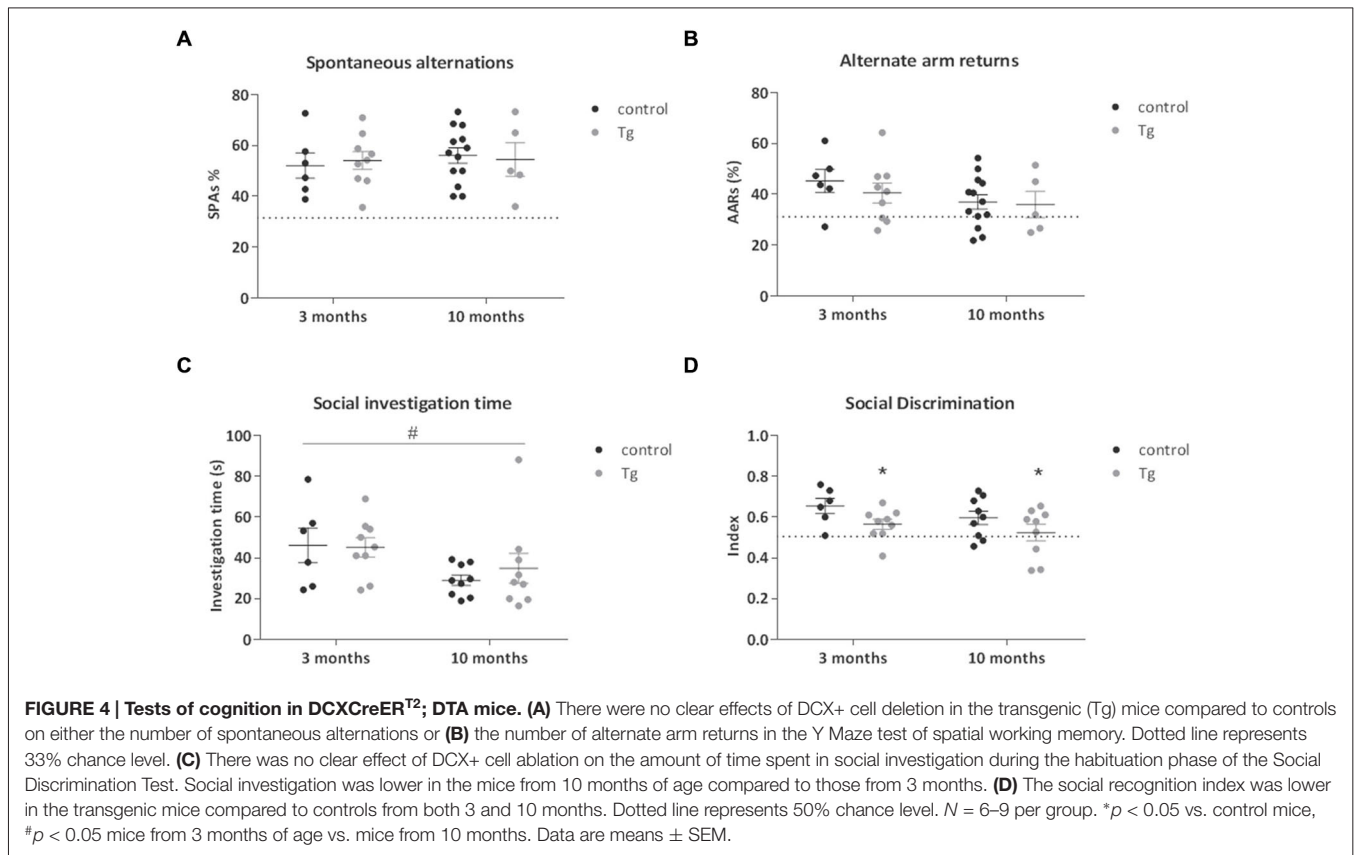 A
Spontaneous alternations
SPAs %
80
60
40
20
0
3 months
10 months
control
Tg
B
Alternate arm returns
AARs (%)
80
60
40
20
0
3 months
10 months
control
Tg
C
Social investigation time
Investigation time (s)
100
80
60
40
20
0
#
3 months
10 months
control
Tg
D
Social Discrimination
Index
1.0
0.8
0.6
0.4
0.2
0.0
*
*
3 months
10 months
control
Tg
FIGURE 4 | Tests of cognition in DCXCreER^T2; DTA mice. (A) There were no clear effects of DCX+ cell deletion in the transgenic (Tg) mice compared to controls
on either the number of spontaneous alternations or (B) the number of alternate arm returns in the Y Maze test of spatial working memory. Dotted line represents
33% chance level. (C) There was no clear effect of DCX+ cell ablation on the amount of time spent in social investigation during the habituation phase of the Social
Discrimination Test. Social investigation was lower in the mice from 10 months of age compared to those from 3 months. (D) The social recognition index was lower
in the transgenic mice compared to controls from both 3 and 10 months. Dotted line represents 50% chance level. N = 6–9 per group. *p < 0.05 vs. control mice,
#p < 0.05 mice from 3 months of age vs. mice from 10 months. Data are means ± SEM.